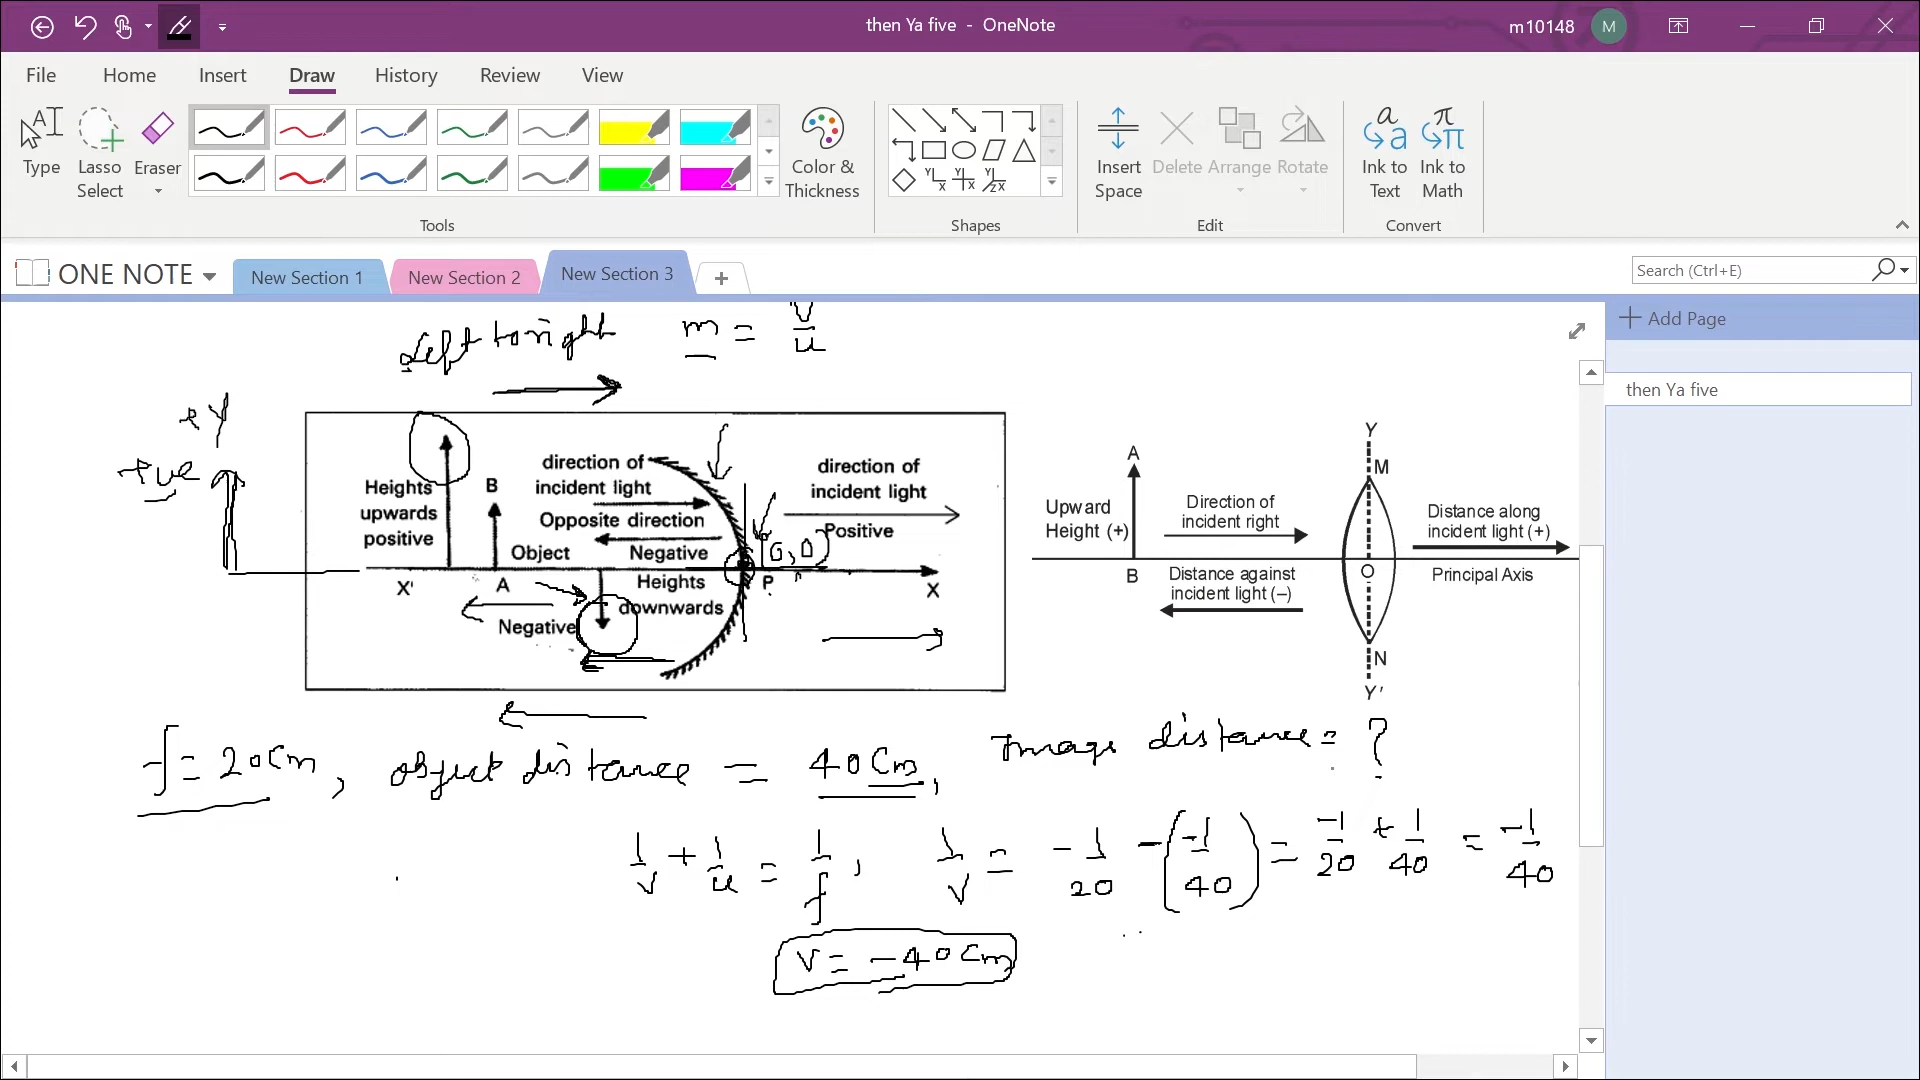 then Ya five - OneNote
m10148
M
File Home Insert Draw History Review View
Type
Lasso Select
Eraser
Color & Thickness
Insert Space
Delete
Arrange
Rotate
Ink to Text
Ink to Math
Tools
Shapes
Edit
Convert
ONE NOTE
New Section 1
New Section 2
New Section 3
Search (Ctrl+E)
Add Page
then Ya five
Left to right m = V/u
+Y
+ve
Heights upwards positive
B
direction of incident light
Opposite direction
Object
Negative
X'
A
Heights downwards
Negative
P
(0,0)
direction of incident light
Positive
X
A
Upward Height (+)
B
Direction of incident right
Distance against incident light (–)
Y
M
O
N
Y'
Distance along incident light (+)
Principal Axis
f = 20 Cm, object distance = 40 Cm, Image distance = ?
1/v + 1/u = 1/f , 1/v = -1/20 - (-1/40) = -1/20 + 1/40 = -1/40
V = -40 Cm